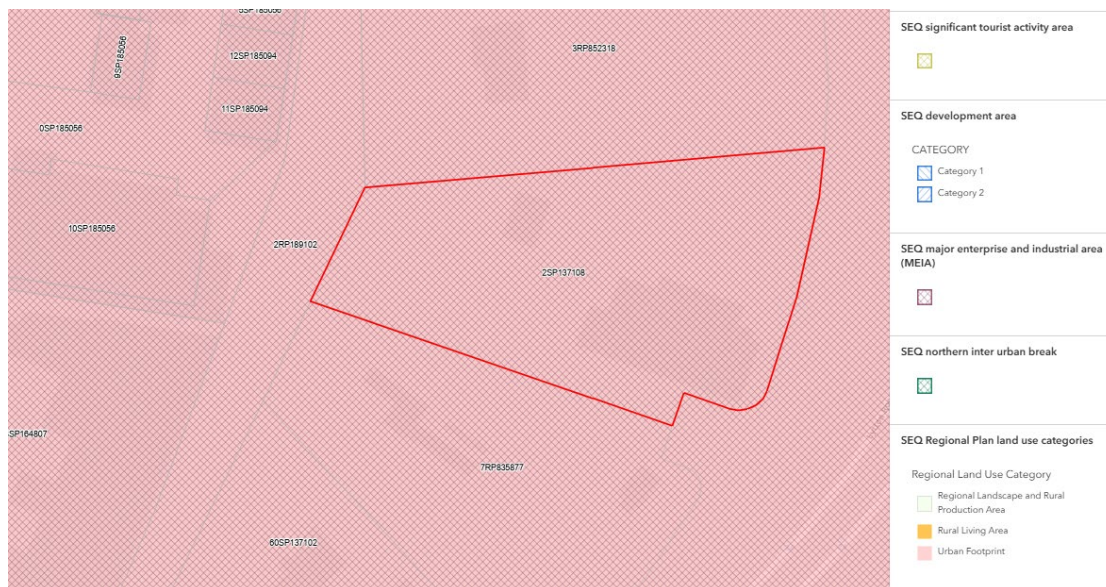 5SP185056
9SP185056
12SP185094
3RP852318
11SP185094
0SP185056
10SP185056
2RP189102
2SP137108
SP164807
7RP835877
60SP137102
SEQ significant tourist activity area
SEQ development area
CATEGORY
Category 1
Category 2
SEQ major enterprise and industrial area
(MEIA)
SEQ northern inter urban break
SEQ Regional Plan land use categories
Regional Land Use Category
Regional Landscape and Rural
Production Area
Rural Living Area
Urban Footprint